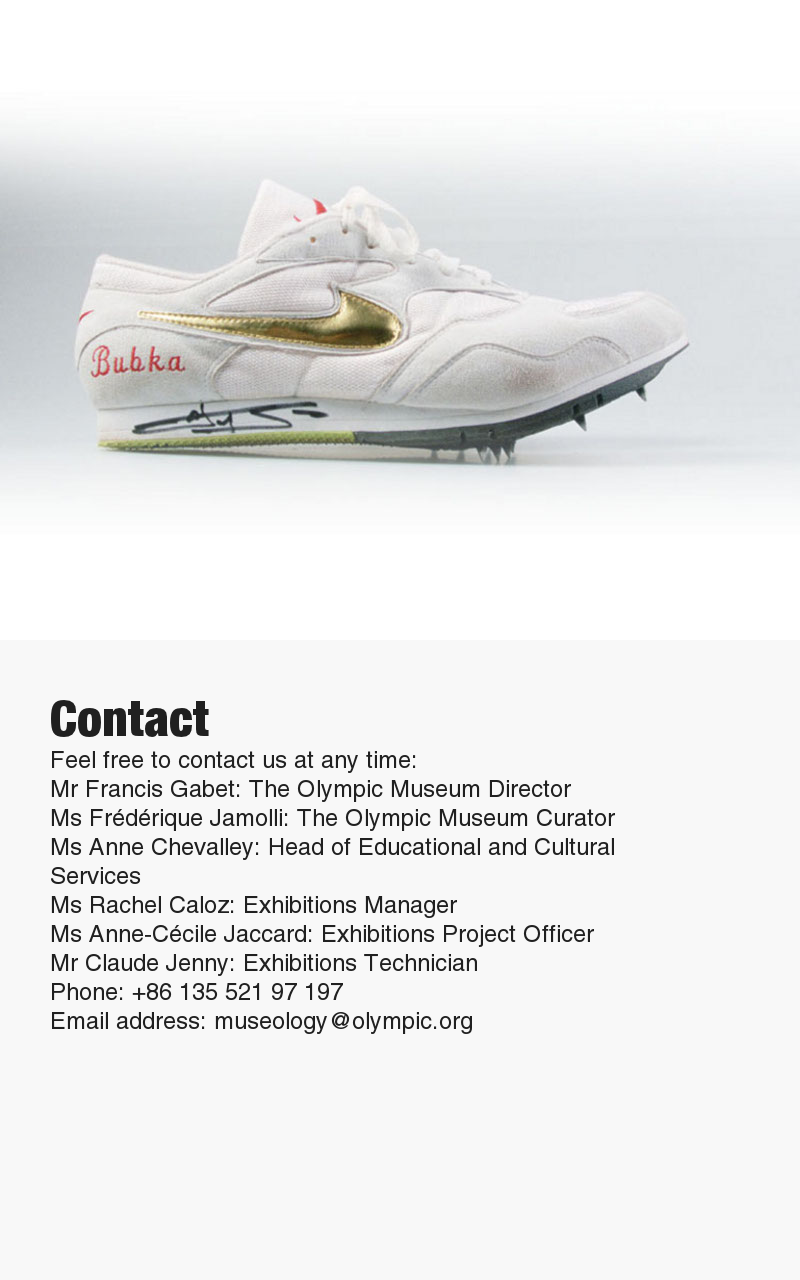 Bubka
Contact
Feel free to contact us at any time:
Mr Francis Gabet: The Olympic Museum Director
Ms Frédérique Jamolli: The Olympic Museum Curator
Ms Anne Chevalley: Head of Educational and Cultural
Services
Ms Rachel Caloz: Exhibitions Manager
Ms Anne-Cécile Jaccard: Exhibitions Project Officer
Mr Claude Jenny: Exhibitions Technician
Phone: +86 135 521 97 197
Email address: museology@olympic.org